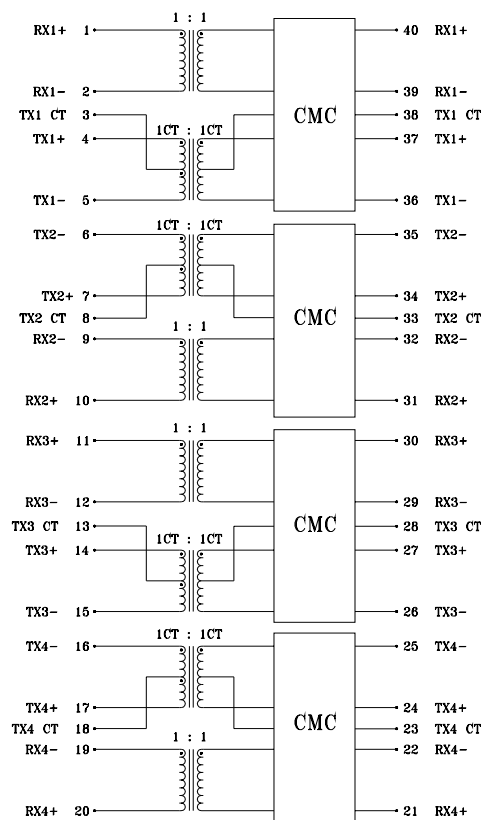 1 : 1
RX1+ 1 40 RX1+
RX1- 2 39 RX1-
TX1 CT 3 CMC 38 TX1 CT
TX1+ 4 1CT : 1CT 37 TX1+
TX1- 5 36 TX1-
TX2- 6 1CT : 1CT 35 TX2-
TX2+ 7 34 TX2+
TX2 CT 8 CMC 33 TX2 CT
RX2- 9 1 : 1 32 RX2-
RX2+ 10 31 RX2+
1 : 1
RX3+ 11 30 RX3+
RX3- 12 29 RX3-
TX3 CT 13 CMC 28 TX3 CT
TX3+ 14 1CT : 1CT 27 TX3+
TX3- 15 26 TX3-
1CT : 1CT
TX4- 16 25 TX4-
TX4+ 17 24 TX4+
TX4 CT 18 CMC 23 TX4 CT
RX4- 19 1 : 1 22 RX4-
RX4+ 20 21 RX4+